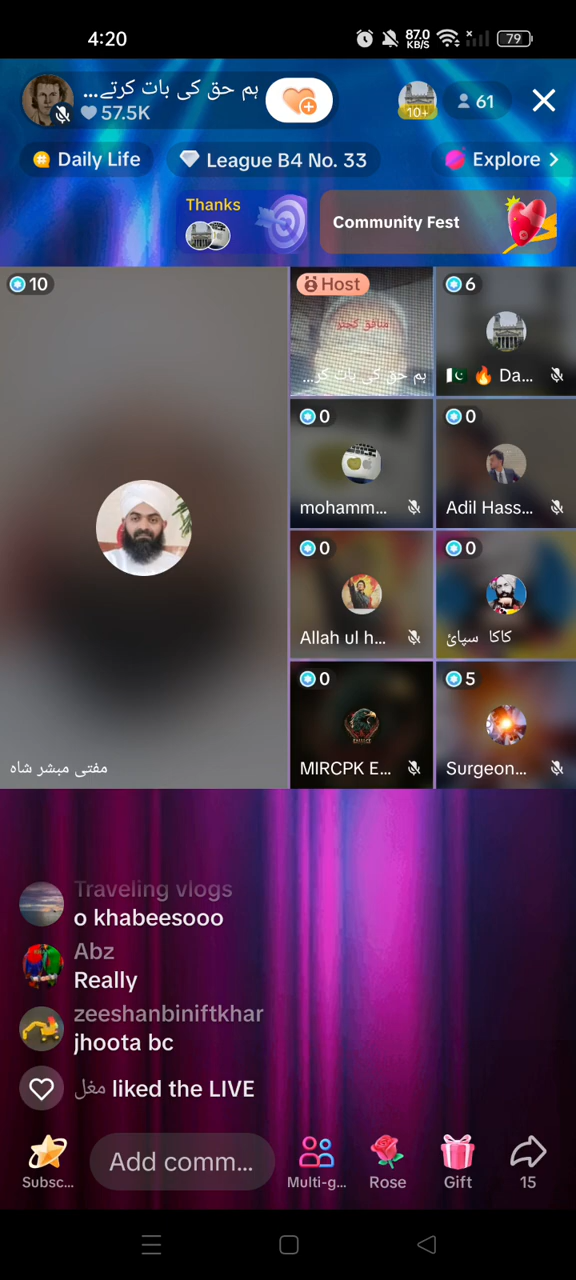 4:20
87.0
KB/S
79
ہم حق کی بات کرتے...
57.5K
10+
61
Daily Life
League B4 No. 33
Explore
Thanks
Community Fest
10
Host
ہم حق کی بات کر...
6
🇵🇰 🔥 Da...
0
mohamm...
0
Adil Hass...
0
Allah ul h...
0
کاکا سپائ
0
MIRCPK E...
5
Surgeon...
مفتی مبشر شاہ
Traveling vlogs
o khabeesooo
Abz
Really
zeeshanbiniftkhar
jhoota bc
مغل liked the LIVE
Subsc...
Add comm...
Multi-g...
Rose
Gift
15